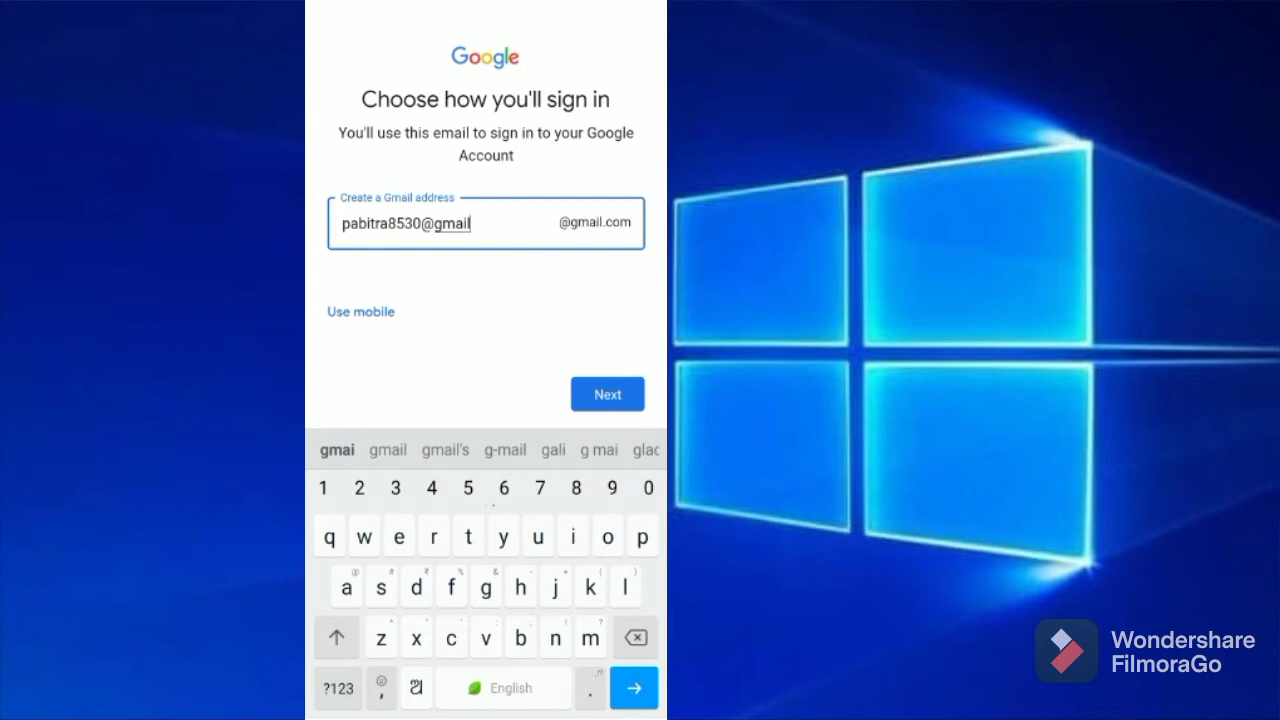 Google
Choose how you'll sign in
You'll use this email to sign in to your Google
Account
Create a Gmail address
pabitra8530@gmail @gmail.com
Use mobile
Next
gmai gmail gmail's g-mail gali g mai glac
1 2 3 4 5 6 7 8 9 0
q w e r t y u i o p
a s d f g h j k l
z x c v b n m
?123 , ଅ English .
Wondershare
FilmoraGo